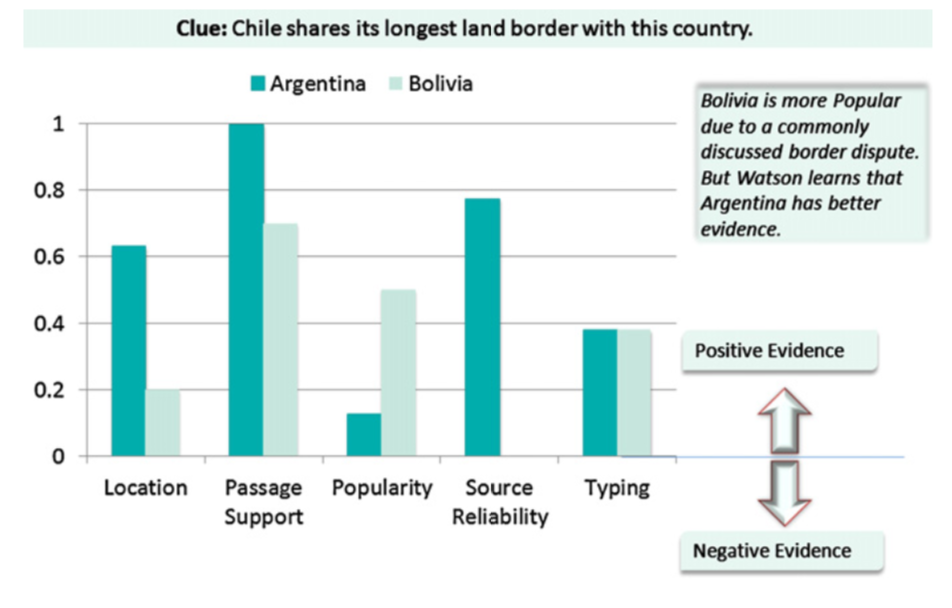 Clue: Chile shares its longest land border with this country.
Argentina Bolivia
Bolivia is more Popular
due to a commonly
discussed border dispute.
But Watson learns that
Argentina has better
evidence.
1
0.8
0.6
0.4
0.2
0
Location Passage Popularity Source Typing
Support Reliability
Positive Evidence
Negative Evidence